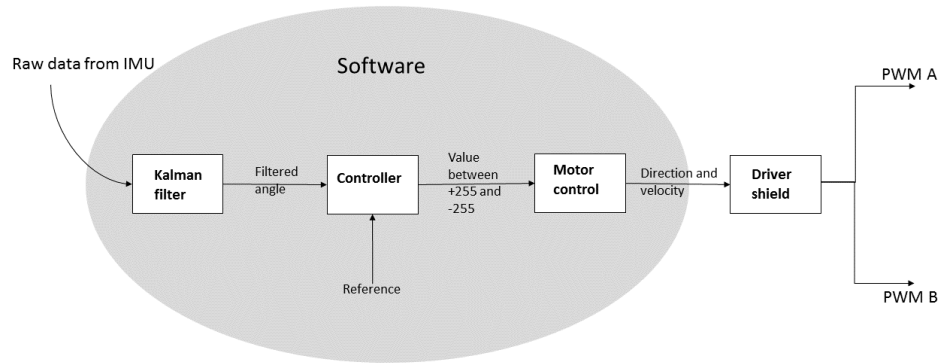 Software
Raw data from IMU
PWM A
Kalman
filter
Filtered
angle
Controller
Value
between
+255 and
-255
Motor
control
Direction and
velocity
Driver
shield
Reference
PWM B